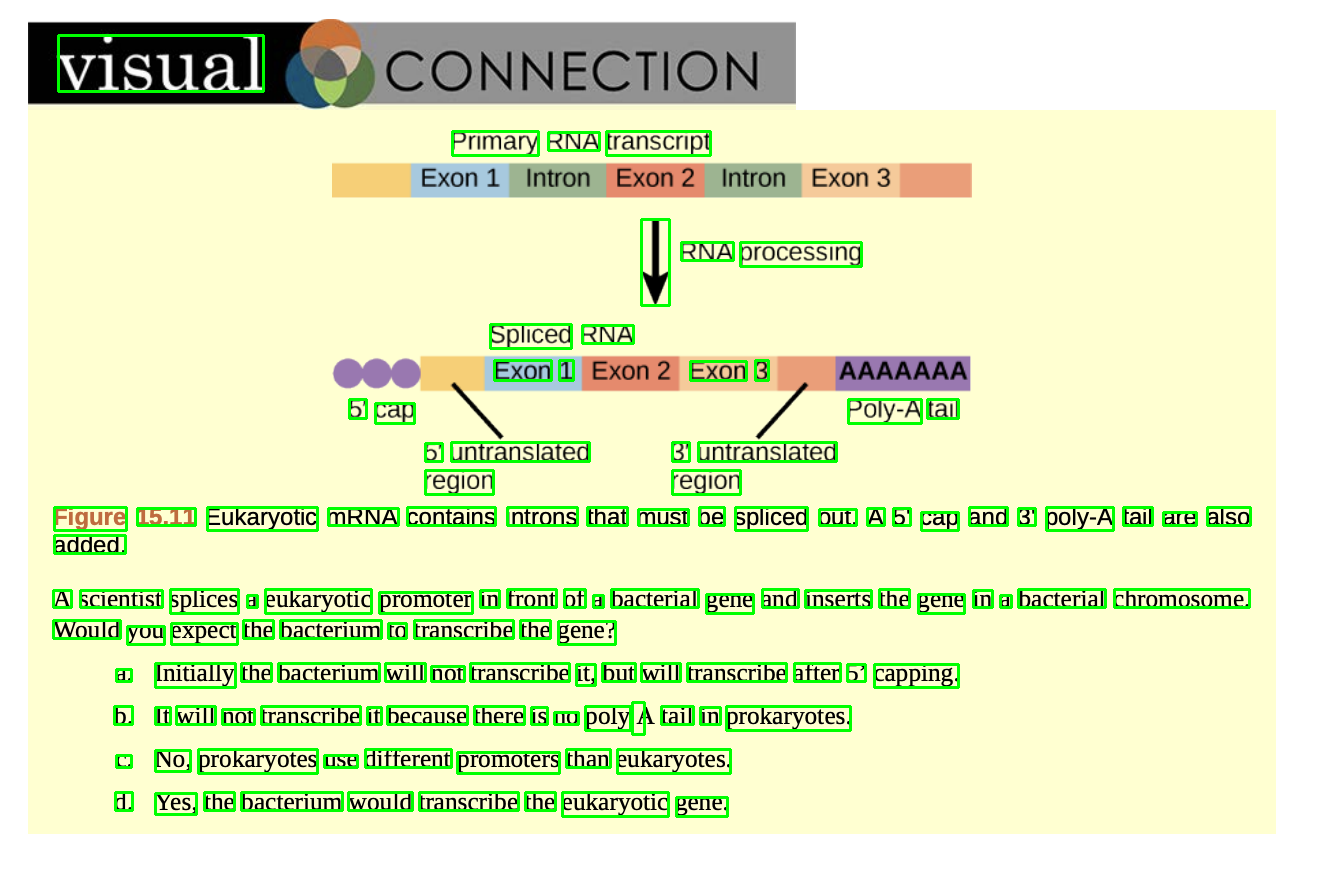 visual CONNECTION
Primary RNA transcript
Exon 1 Intron Exon 2 Intron Exon 3
RNA processing
Spliced RNA
Exon 1 Exon 2 Exon 3 AAAAAAA
5' cap Poly-A tail
5' untranslated region
3' untranslated region
Figure 15.11 Eukaryotic mRNA contains introns that must be spliced out. A 5' cap and 3' poly-A tail are also
added.
A scientist splices a eukaryotic promoter in front of a bacterial gene and inserts the gene in a bacterial chromosome.
Would you expect the bacterium to transcribe the gene?
a. Initially the bacterium will not transcribe it, but will transcribe after 5’ capping.
b. It will not transcribe it because there is no poly A tail in prokaryotes.
c. No, prokaryotes use different promoters than eukaryotes.
d. Yes, the bacterium would transcribe the eukaryotic gene.